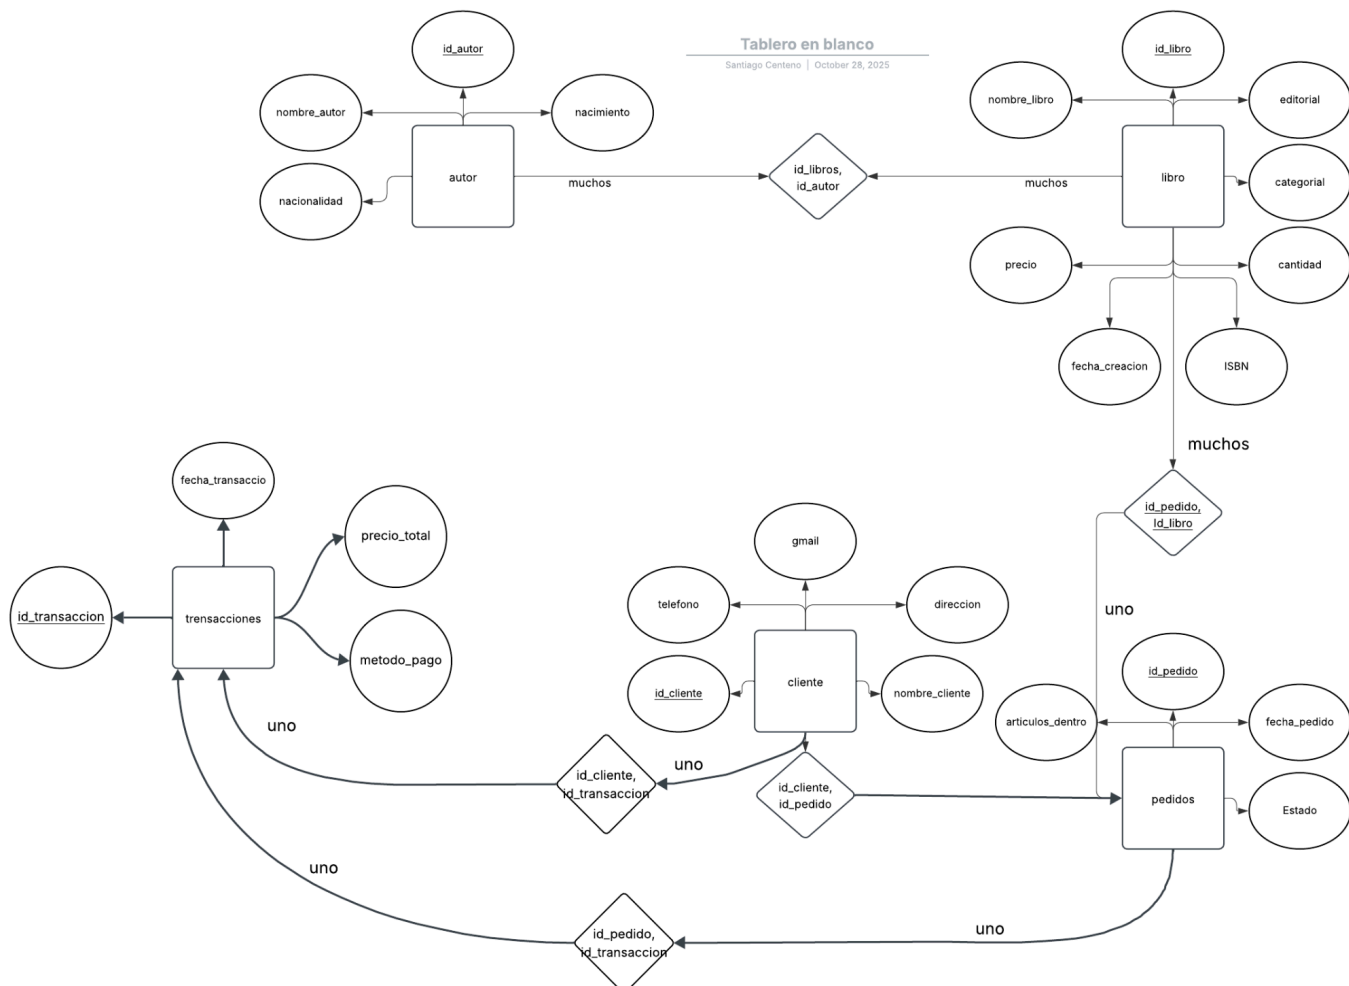 Tablero en blanco
Santiago Centeno | October 28, 2025
id_autor
nombre_autor
nacimiento
nacionalidad
autor
muchos
id_libros,
id_autor
muchos
id_libro
nombre_libro
editorial
libro
categorial
precio
cantidad
fecha_creacion
ISBN
muchos
id_pedido,
Id_libro
uno
fecha_transaccio
precio_total
id_transaccion
trensacciones
metodo_pago
uno
gmail
telefono
direccion
cliente
id_cliente
nombre_cliente
uno
id_cliente,
id_transaccion
id_cliente,
id_pedido
id_pedido
articulos_dentro
fecha_pedido
pedidos
Estado
uno
id_pedido,
id_transaccion
uno